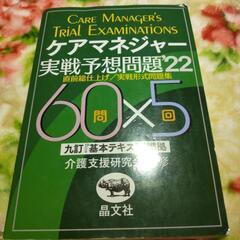 CARE MANAGER'S
TRIAL EXAMINATIONS
ケアマネジャー
実戦予想問題'22
直前総仕上げ/実戦形式問題集
60問×5回
九訂『基本テキスト』準拠
介護支援研究会
晶文社